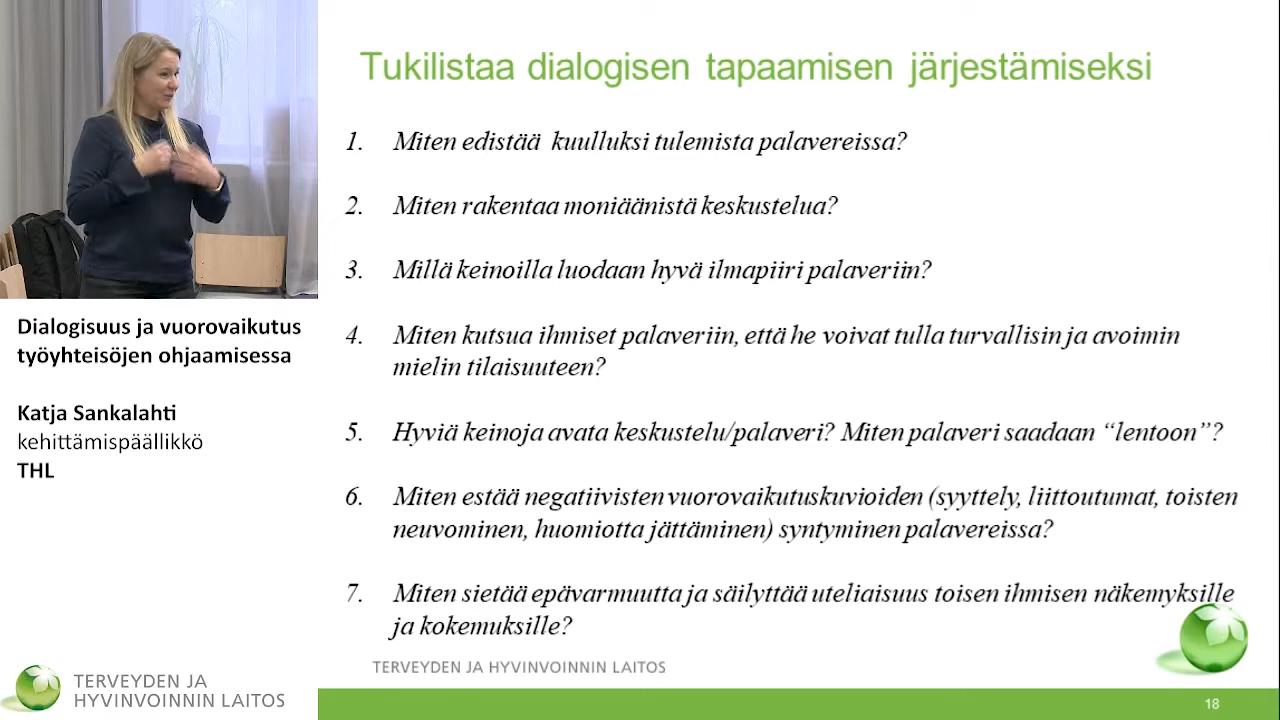 Tukilistaa dialogisen tapaamisen järjestämiseksi
1. Miten edistää kuulluksi tulemista palavereissa?
2. Miten rakentaa moniäänistä keskustelua?
3. Millä keinoilla luodaan hyvä ilmapiiri palaveriin?
4. Miten kutsua ihmiset palaveriin, että he voivat tulla turvallisin ja avoimin
mielin tilaisuuteen?
5. Hyviä keinoja avata keskustelu/palaveri? Miten palaveri saadaan “lentoon”?
6. Miten estää negatiivisten vuorovaikutuskuvioiden (syyttely, liittoutumat, toisten
neuvominen, huomiotta jättäminen) syntyminen palavereissa?
7. Miten sietää epävarmuutta ja säilyttää uteliaisuus toisen ihmisen näkemyksille
ja kokemuksille?
TERVEYDEN JA HYVINVOINNIN LAITOS
18
Dialogisuus ja vuorovaikutus
työyhteisöjen ohjaamisessa
Katja Sankalahti
kehittämispäällikkö
THL
TERVEYDEN JA
HYVINVOINNIN LAITOS